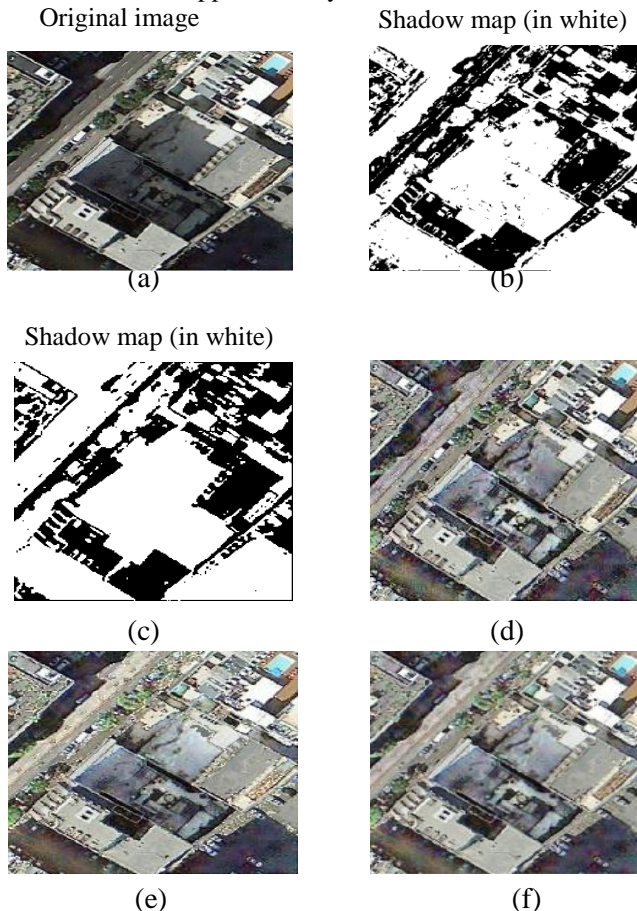 Original image
Shadow map (in white)
(a)
(b)
Shadow map (in white)
(c)
(d)
(e)
(f)